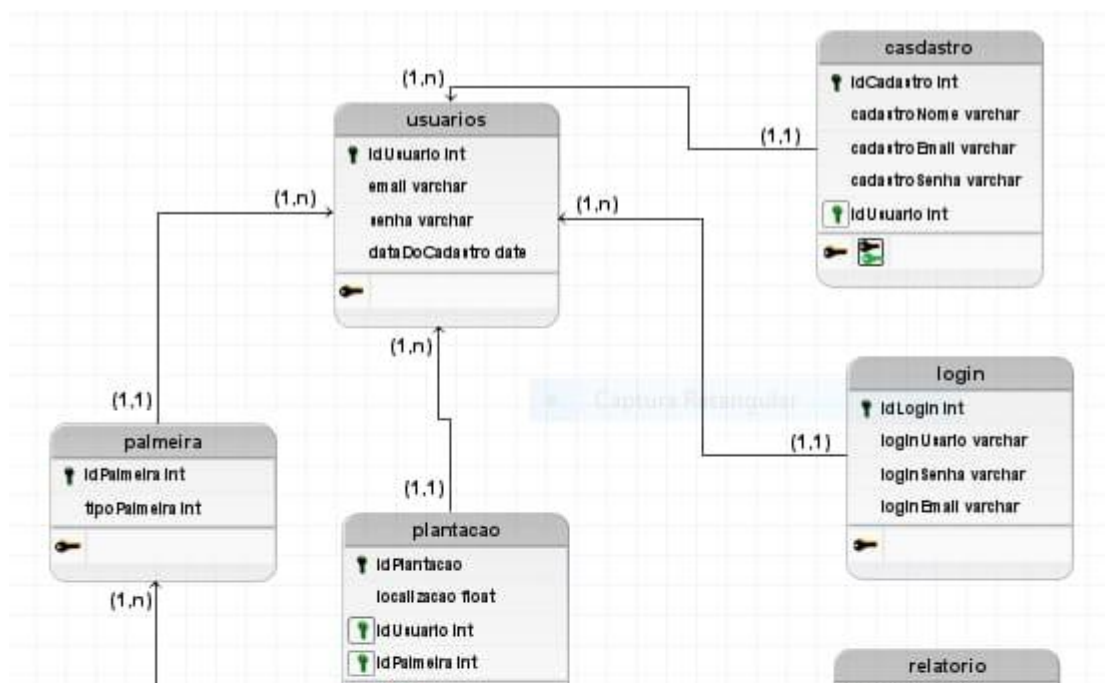 casdastro
idCadastro int
cadastroNome varchar
cadastroEmail varchar
cadastroSenha varchar
idUsuario int
(1,n)
(1,1)
usuarios
idUsuario int
email varchar
senha varchar
dataDoCadastro date
(1,n)
(1,n)
(1,n)
login
idLogin int
loginUsario varchar
loginSenha varchar
loginEmail varchar
(1,1)
Captura Retangular
(1,1)
palmeira
idPalmeira int
tipoPalmeira int
(1,n)
(1,1)
plantacao
idPlantacao
localizacao float
idUsuario int
idPalmeira int
relatorio